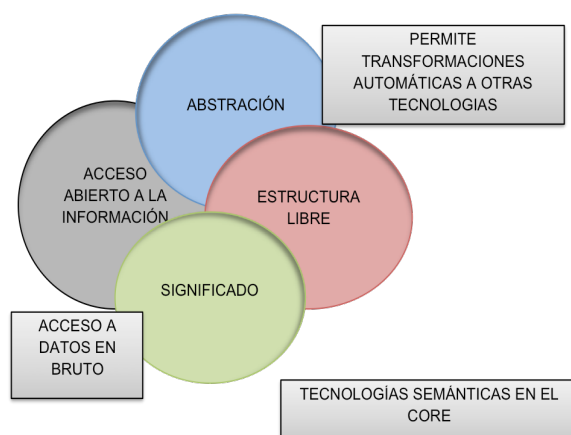 PERMITE
TRANSFORMACIONES
AUTOMÁTICAS A OTRAS
TECNOLOGIAS
ABSTRACIÓN
ACCESO
ABIERTO A LA
INFORMACIÓN
ESTRUCTURA
LIBRE
SIGNIFICADO
ACCESO A
DATOS EN
BRUTO
TECNOLOGÍAS SEMÁNTICAS EN EL
CORE